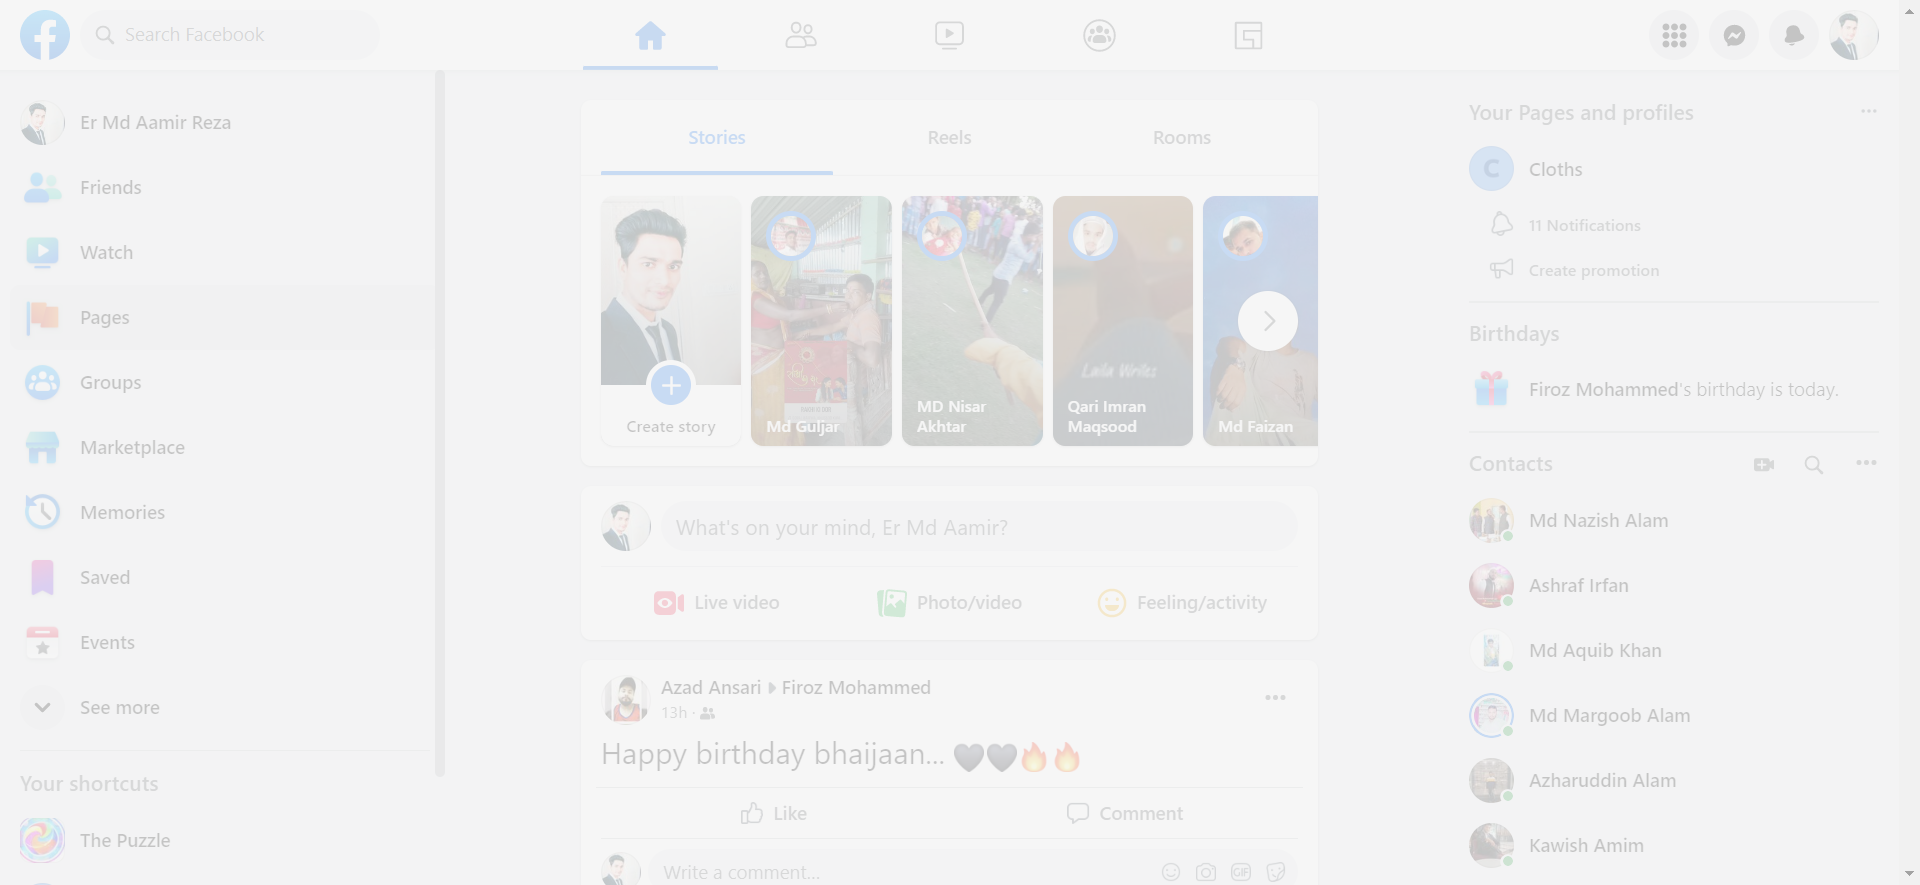 Search Facebook
Er Md Aamir Reza
Friends
Watch
Pages
Groups
Marketplace
Memories
Saved
Events
See more
Your shortcuts
The Puzzle
Stories
Reels
Rooms
Create story
Md Guljar
MD Nisar
Akhtar
Laila Writes
Qari Imran
Maqsood
Md Faizan
What's on your mind, Er Md Aamir?
Live video
Photo/video
Feeling/activity
Azad Ansari
Firoz Mohammed
13h ·
Happy birthday bhaijaan... 🖤🖤🔥🔥
Like
Comment
Write a comment...
GIF
Your Pages and profiles
C
Cloths
11 Notifications
Create promotion
Birthdays
Firoz Mohammed's birthday is today.
Contacts
Md Nazish Alam
Ashraf Irfan
Md Aquib Khan
Md Margoob Alam
Azharuddin Alam
Kawish Amim